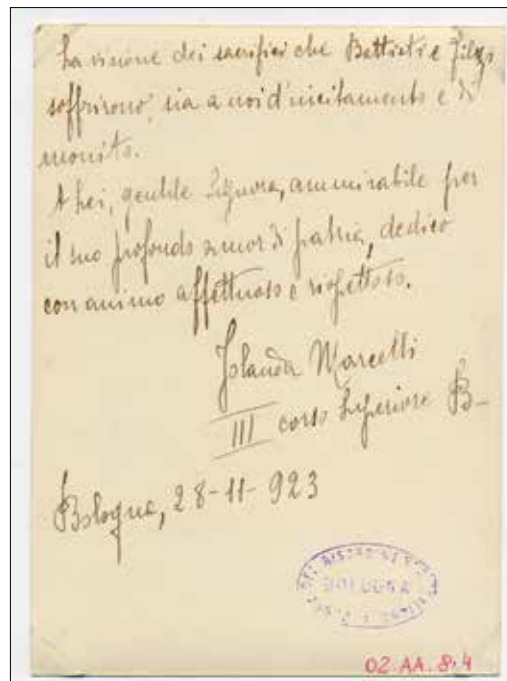 La visione dei sacrifici che Battisti e Filzi
soffrirono, sia a noi d'incitamento e di
monito.
A Lei, gentile Signora, ammirabile per
il suo profondo amor di patria, dedico
con animo affettuoso e rispettoso.
Jolanda Marcelli
III corso Superiore B-
Bologna, 28-11-923
BOLOGNA
02.AA.8.4